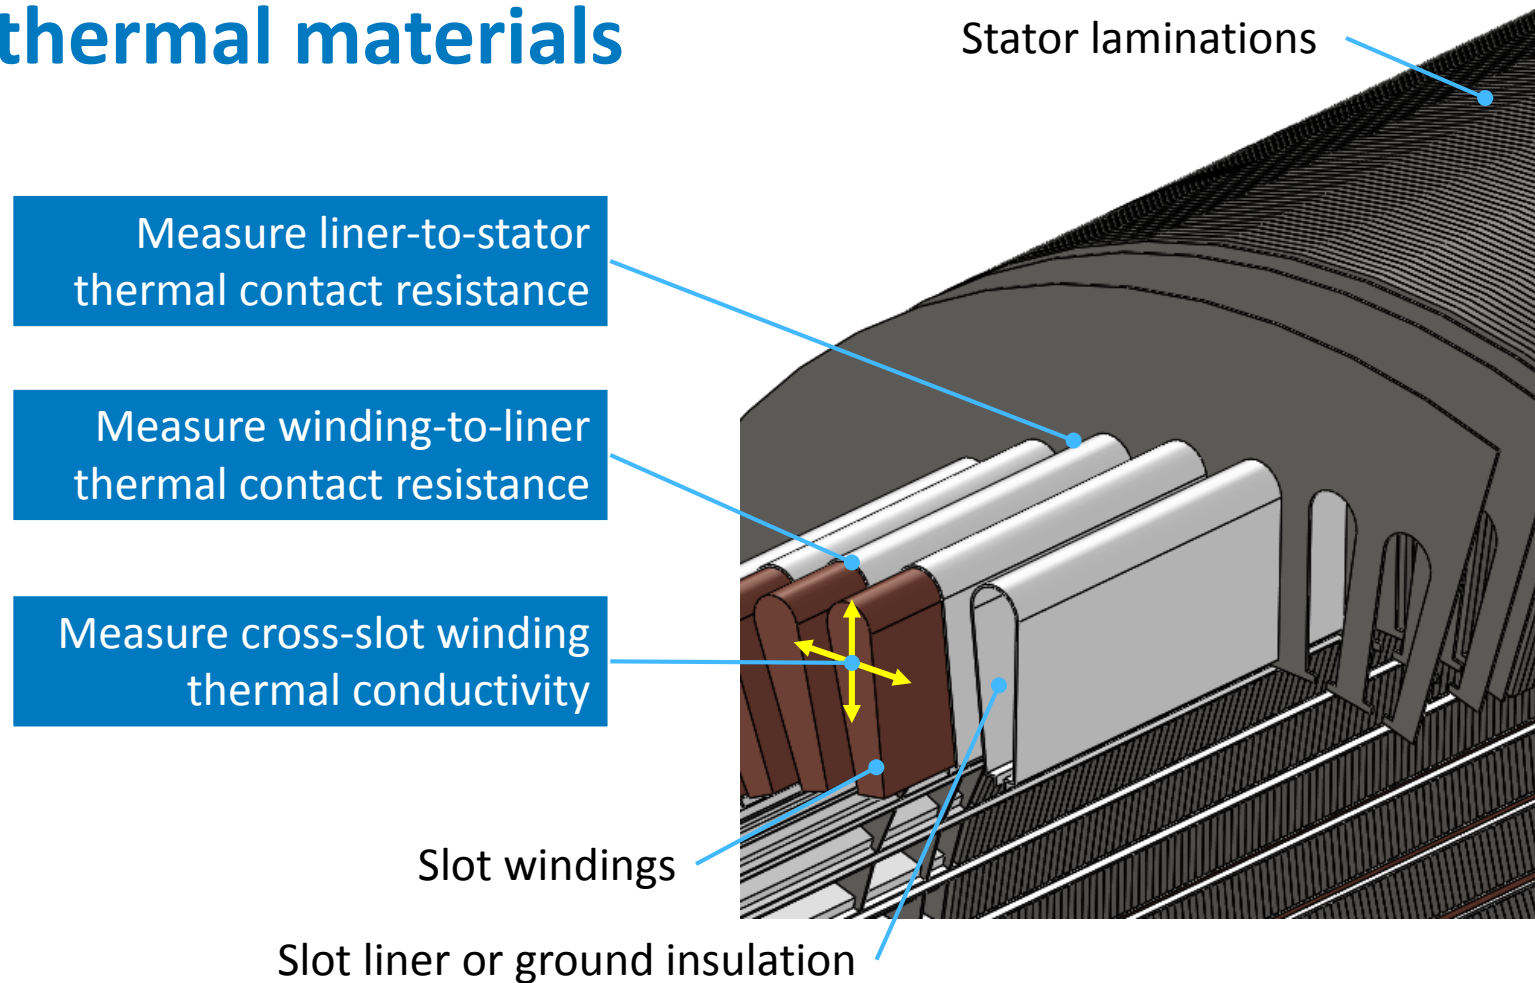 thermal materials
Stator laminations
Measure liner-to-stator
thermal contact resistance
Measure winding-to-liner
thermal contact resistance
Measure cross-slot winding
thermal conductivity
Slot windings
Slot liner or ground insulation